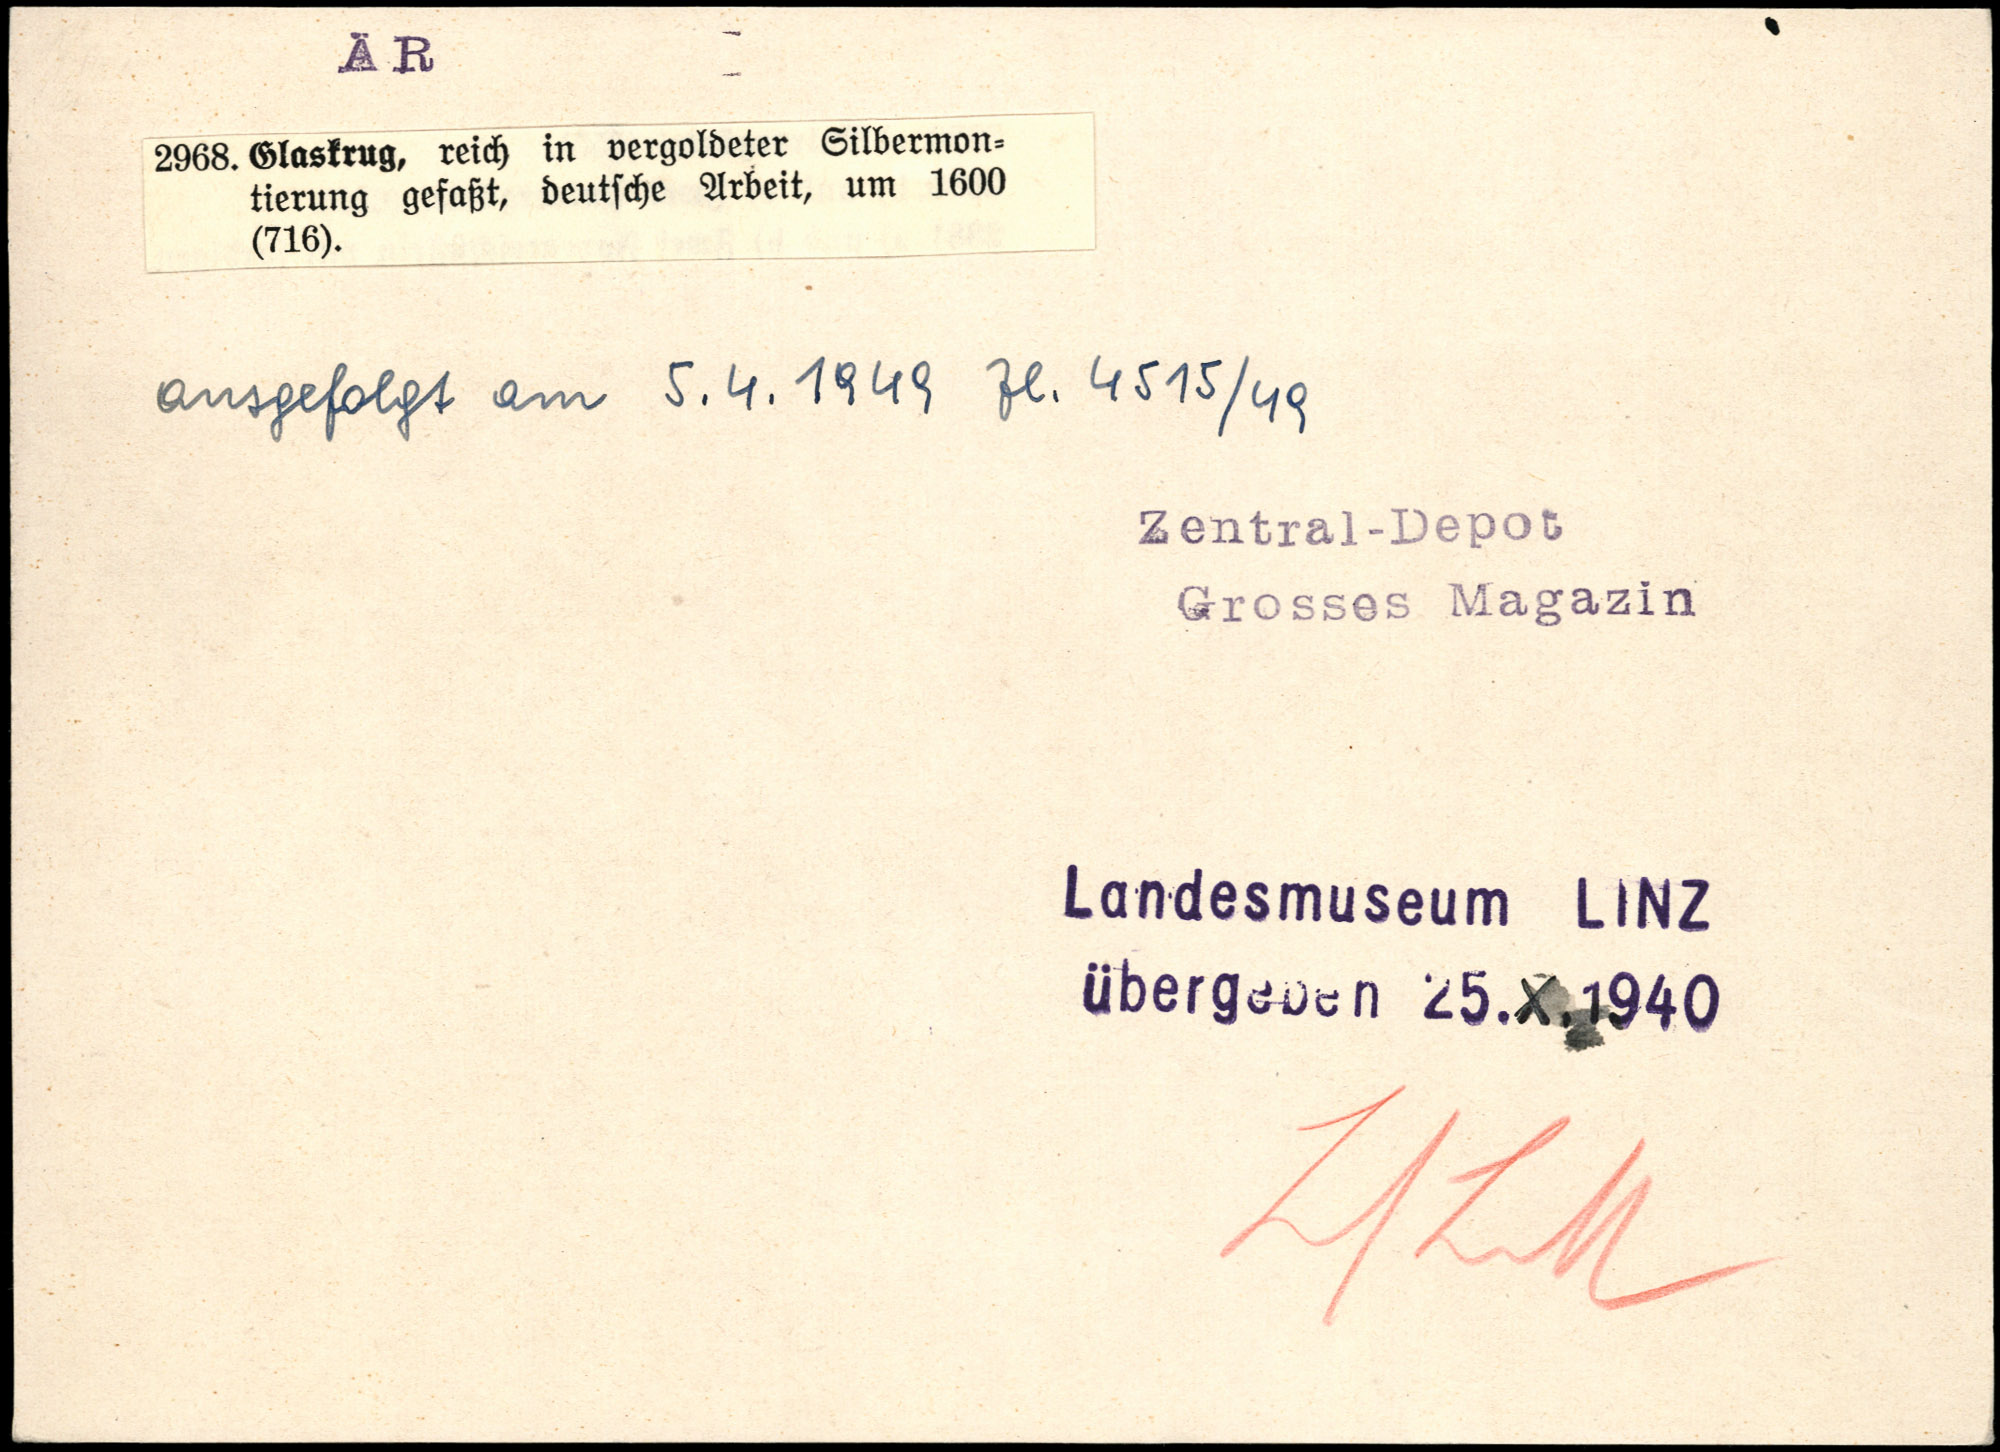 ÄR
2968. Glaskrug, reich in vergoldeter Silbermon=
tierung gefaßt, deutsche Arbeit, um 1600
(716).
ausgefolgt am 5.4.1949 Zl. 4515/49
Zentral-Depot
Grosses Magazin
Landesmuseum LINZ
übergeben 25.X.1940